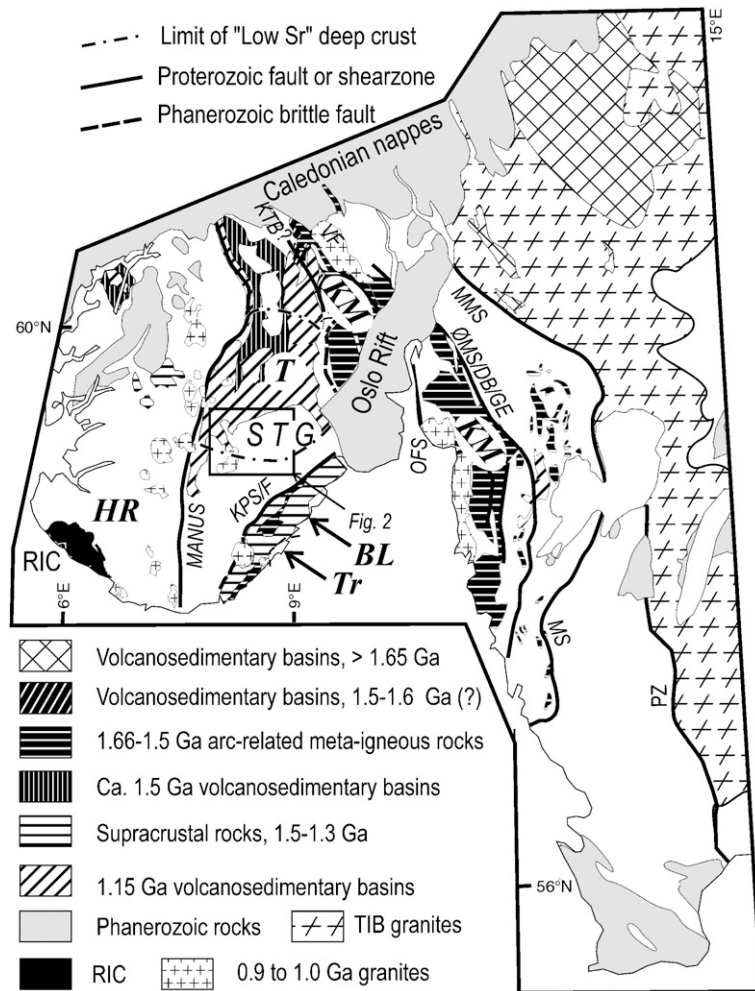 Limit of "Low Sr" deep crust
Proterozoic fault or shearzone
Phanerozoic brittle fault
15°E
Caledonian nappes
KTB?
VF
KM
MMS
60°N
Oslo Rift
ØMS/DB/GE
T
STG
KM
OFS
KPS/F
Fig. 2
HR
MANUS
BL
RIC
Tr
6°E
9°E
MS
PZ
Volcanosedimentary basins, > 1.65 Ga
Volcanosedimentary basins, 1.5-1.6 Ga (?)
1.66-1.5 Ga arc-related meta-igneous rocks
Ca. 1.5 Ga volcanosedimentary basins
Supracrustal rocks, 1.5-1.3 Ga
1.15 Ga volcanosedimentary basins
56°N
Phanerozoic rocks TIB granites
RIC 0.9 to 1.0 Ga granites